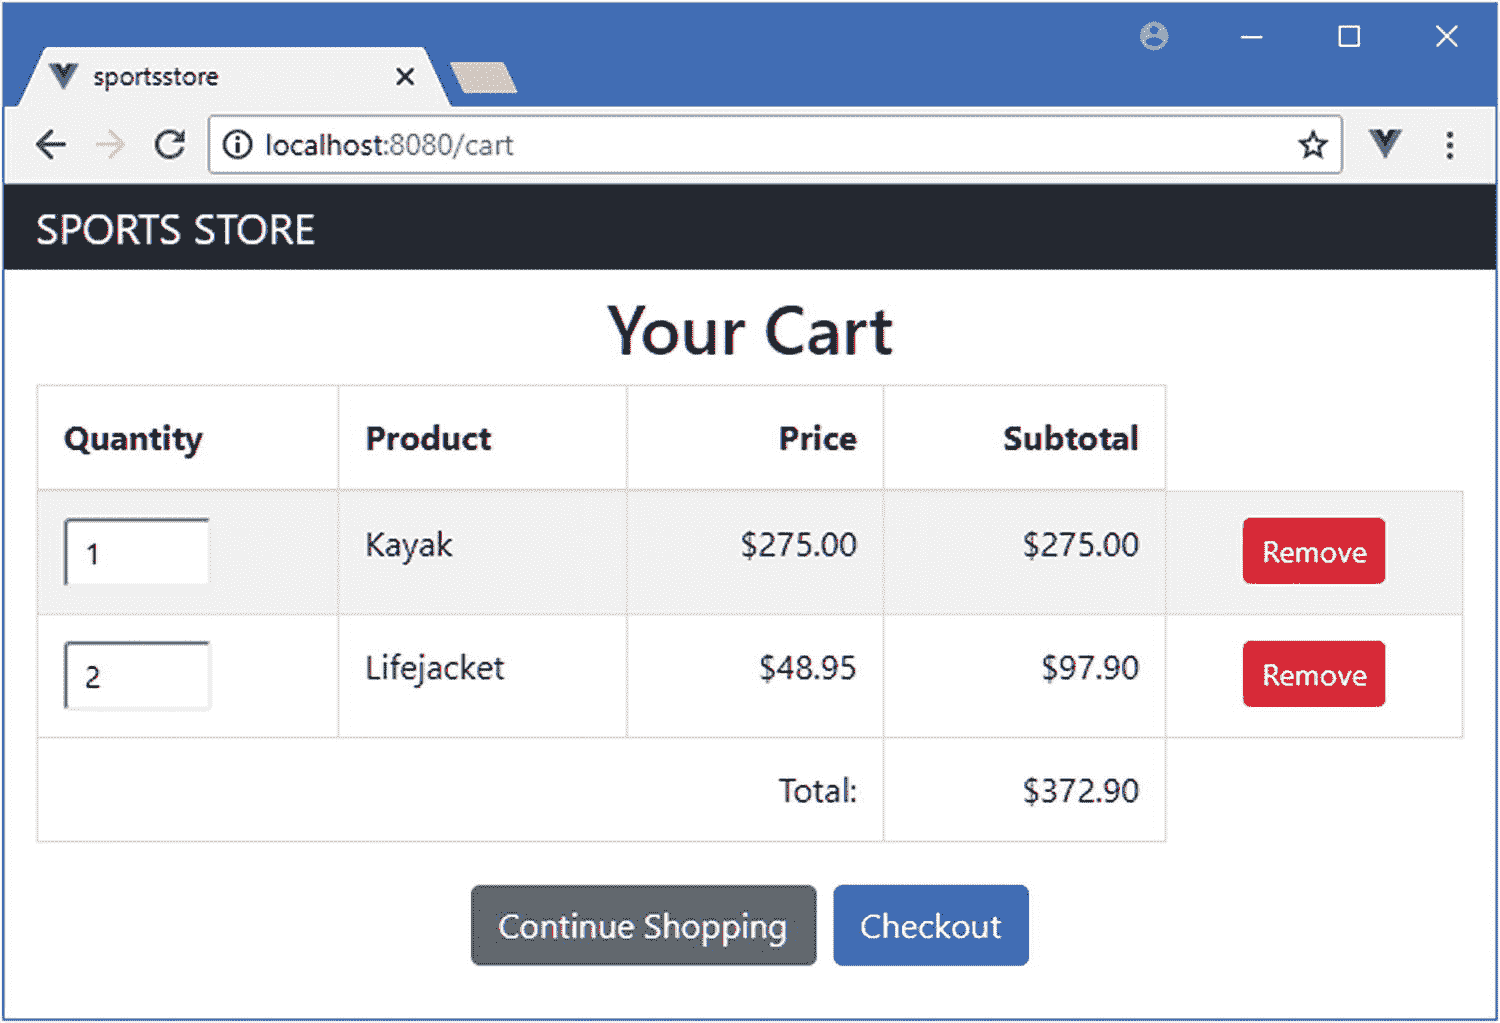 sportsstore
localhost:8080/cart
SPORTS STORE
Your Cart
Quantity Product Price Subtotal
1 Kayak $275.00 $275.00 Remove
2 Lifejacket $48.95 $97.90 Remove
Total: $372.90
Continue Shopping Checkout